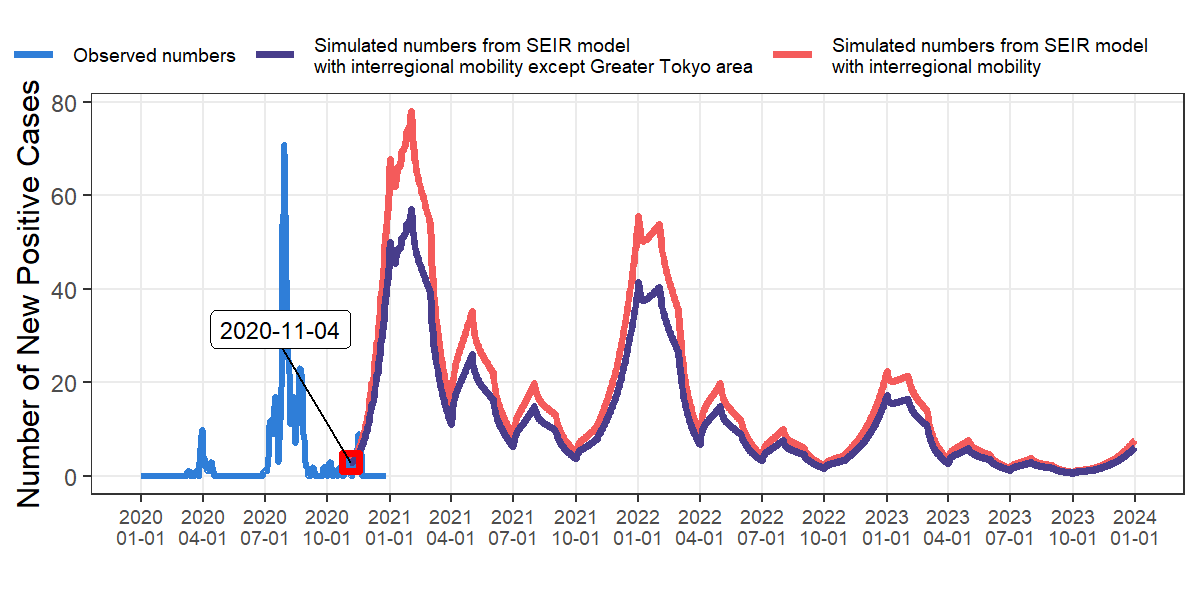 Observed numbers
Simulated numbers from SEIR model
with interregional mobility except Greater Tokyo area
Simulated numbers from SEIR model
with interregional mobility
Number of New Positive Cases
80
60
40
20
0
2020-11-04
2020 2020 2020 2020 2021 2021 2021 2021 2022 2022 2022 2022 2023 2023 2023 2023 2024
01-01 04-01 07-01 10-01 01-01 04-01 07-01 10-01 01-01 04-01 07-01 10-01 01-01 04-01 07-01 10-01 01-01